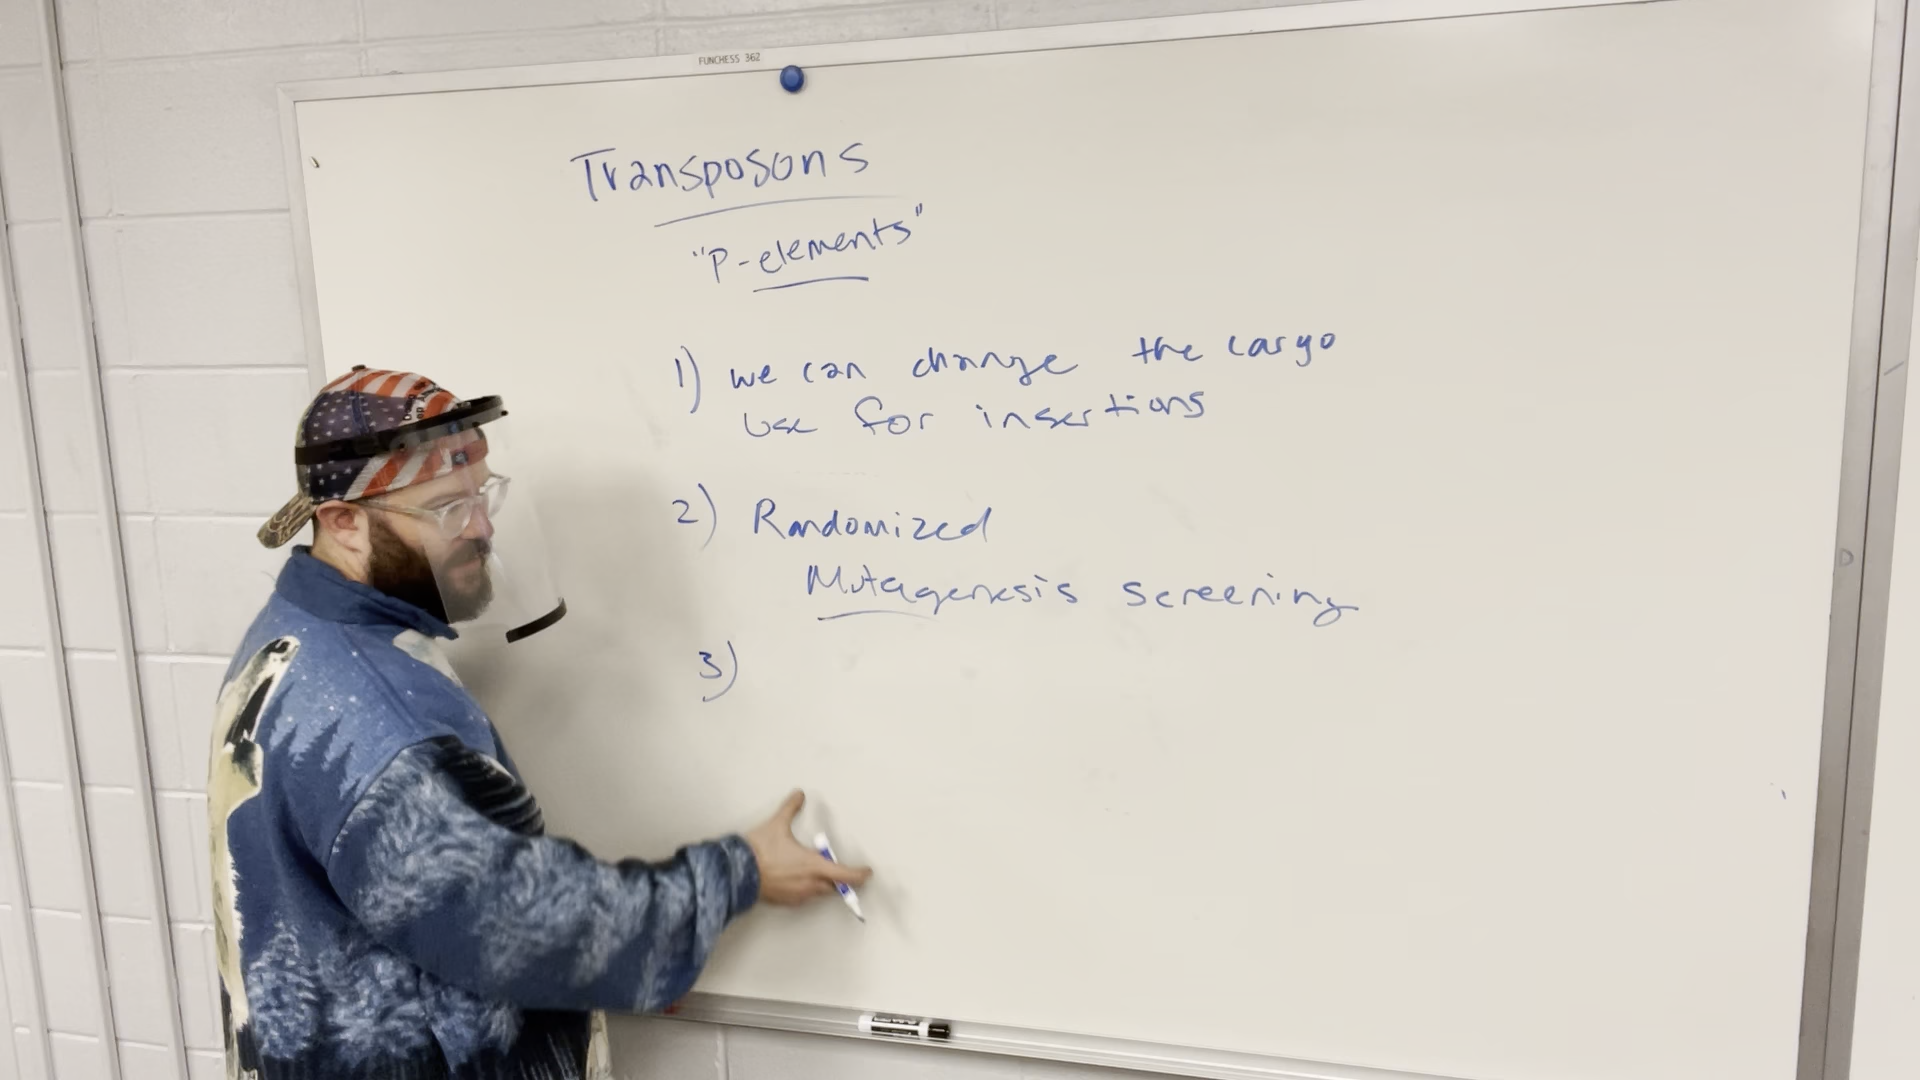 FUNCHESS 362
Transposons
"P-elements"
1) we can change the cargo
use for insertions
2) Randomized
Mutagenesis screening
3)